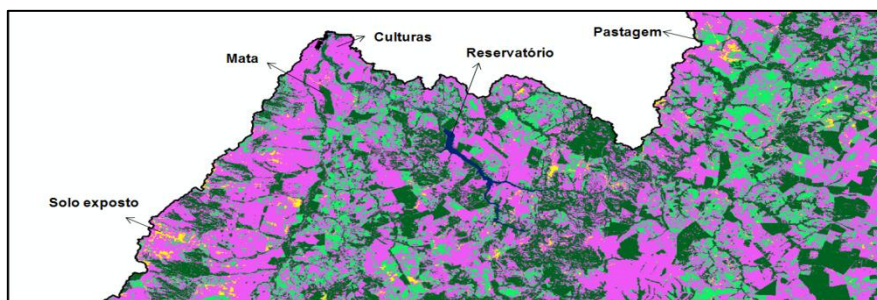 Culturas
Pastagem
Mata
Reservatório
Solo exposto